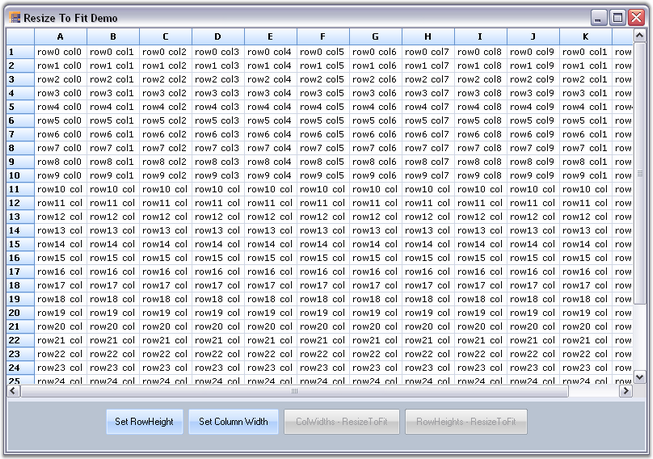 Resize To Fit Demo
A B C D E F G H I J K
1 row0 col0 row0 col1 row0 col2 row0 col3 row0 col4 row0 col5 row0 col6 row0 col7 row0 col8 row0 col9 row0 col1 row
2 row1 col0 row1 col1 row1 col2 row1 col3 row1 col4 row1 col5 row1 col6 row1 col7 row1 col8 row1 col9 row1 col1 row
3 row2 col0 row2 col1 row2 col2 row2 col3 row2 col4 row2 col5 row2 col6 row2 col7 row2 col8 row2 col9 row2 col1 row
4 row3 col0 row3 col1 row3 col2 row3 col3 row3 col4 row3 col5 row3 col6 row3 col7 row3 col8 row3 col9 row3 col1 row
5 row4 col0 row4 col1 row4 col2 row4 col3 row4 col4 row4 col5 row4 col6 row4 col7 row4 col8 row4 col9 row4 col1 row
6 row5 col0 row5 col1 row5 col2 row5 col3 row5 col4 row5 col5 row5 col6 row5 col7 row5 col8 row5 col9 row5 col1 row
7 row6 col0 row6 col1 row6 col2 row6 col3 row6 col4 row6 col5 row6 col6 row6 col7 row6 col8 row6 col9 row6 col1 row
8 row7 col0 row7 col1 row7 col2 row7 col3 row7 col4 row7 col5 row7 col6 row7 col7 row7 col8 row7 col9 row7 col1 row
9 row8 col0 row8 col1 row8 col2 row8 col3 row8 col4 row8 col5 row8 col6 row8 col7 row8 col8 row8 col9 row8 col1 row
10 row9 col0 row9 col1 row9 col2 row9 col3 row9 col4 row9 col5 row9 col6 row9 col7 row9 col8 row9 col9 row9 col1 row
11 row10 col row10 col row10 col row10 col row10 col row10 col row10 col row10 col row10 col row10 col row10 col row
12 row11 col row11 col row11 col row11 col row11 col row11 col row11 col row11 col row11 col row11 col row11 col row
13 row12 col row12 col row12 col row12 col row12 col row12 col row12 col row12 col row12 col row12 col row12 col row
14 row13 col row13 col row13 col row13 col row13 col row13 col row13 col row13 col row13 col row13 col row13 col row
15 row14 col row14 col row14 col row14 col row14 col row14 col row14 col row14 col row14 col row14 col row14 col row
16 row15 col row15 col row15 col row15 col row15 col row15 col row15 col row15 col row15 col row15 col row15 col row
17 row16 col row16 col row16 col row16 col row16 col row16 col row16 col row16 col row16 col row16 col row16 col row
18 row17 col row17 col row17 col row17 col row17 col row17 col row17 col row17 col row17 col row17 col row17 col row
19 row18 col row18 col row18 col row18 col row18 col row18 col row18 col row18 col row18 col row18 col row18 col row
20 row19 col row19 col row19 col row19 col row19 col row19 col row19 col row19 col row19 col row19 col row19 col row
21 row20 col row20 col row20 col row20 col row20 col row20 col row20 col row20 col row20 col row20 col row20 col row
22 row21 col row21 col row21 col row21 col row21 col row21 col row21 col row21 col row21 col row21 col row21 col row
23 row22 col row22 col row22 col row22 col row22 col row22 col row22 col row22 col row22 col row22 col row22 col row
24 row23 col row23 col row23 col row23 col row23 col row23 col row23 col row23 col row23 col row23 col row23 col row
25 row24 col row24 col row24 col row24 col row24 col row24 col row24 col row24 col row24 col row24 col row24 col row
Set RowHeight Set Column Width ColWidths - ResizeToFit RowHeights - ResizeToFit